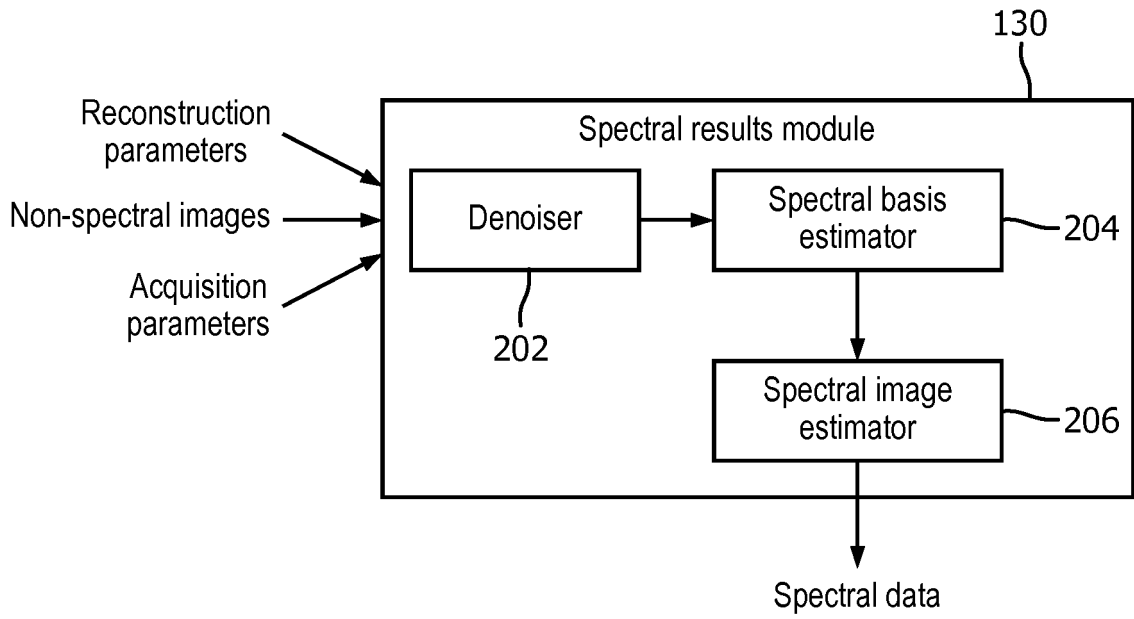 130
Reconstruction
parameters
Spectral results module
Non-spectral images
Denoiser
Spectral basis
estimator
204
Acquisition
parameters
202
Spectral image
estimator
206
Spectral data